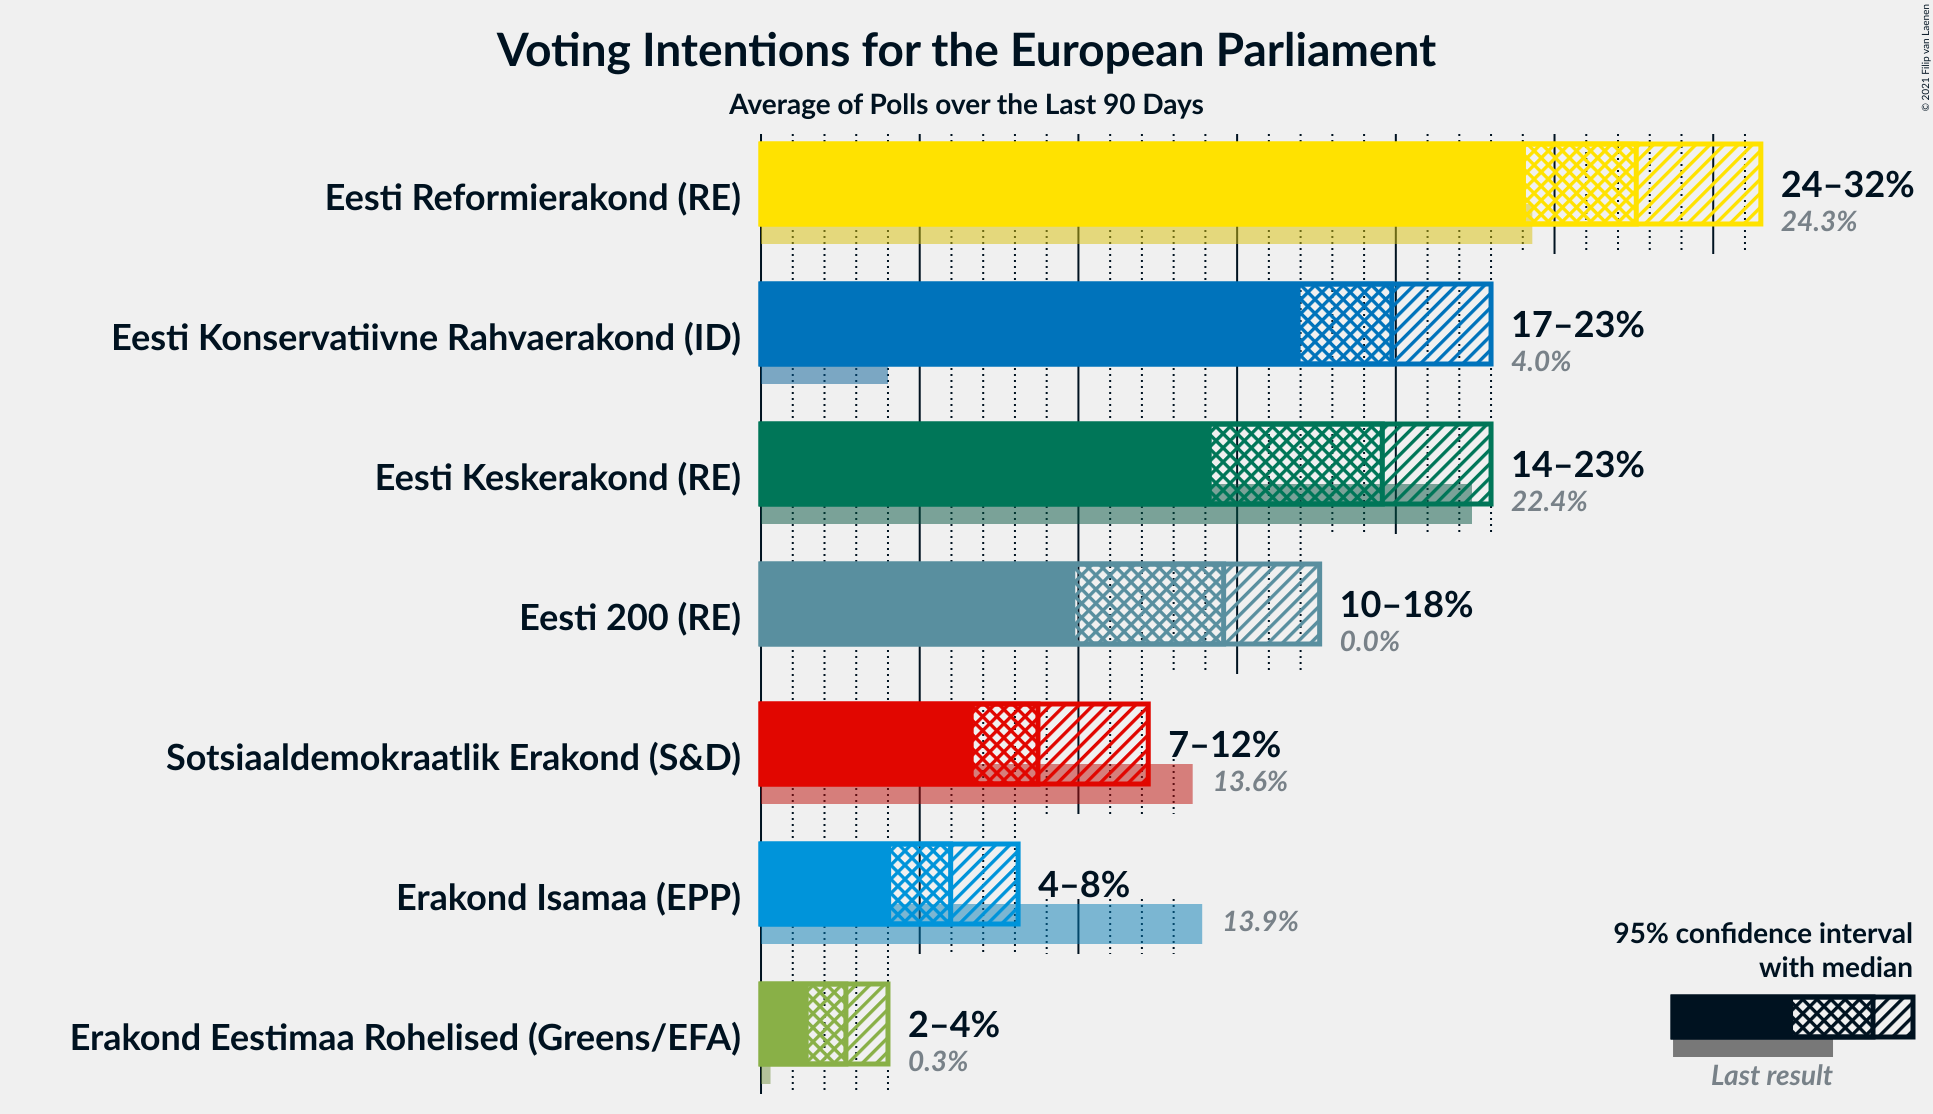 Voting Intentions for the European Parliament
Average of Polls over the Last 90 Days
© 2021 Filip van Laenen
Eesti Reformierakond (RE)
24–32%
24.3%
Eesti Konservatiivne Rahvaerakond (ID)
17–23%
4.0%
Eesti Keskerakond (RE)
14–23%
22.4%
Eesti 200 (RE)
10–18%
0.0%
Sotsiaaldemokraatlik Erakond (S&D)
7–12%
13.6%
Erakond Isamaa (EPP)
4–8%
13.9%
Erakond Eestimaa Rohelised (Greens/EFA)
2–4%
0.3%
95% confidence interval
with median
Last result